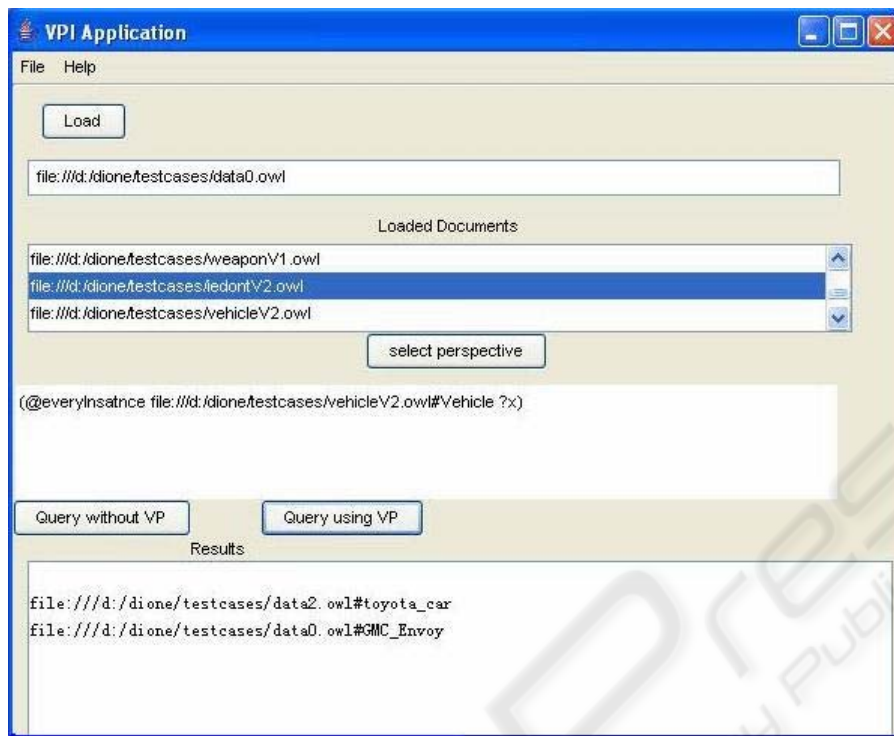 VPI Application
File Help
Load
file:///d:/dione/testcases/data0.owl
Loaded Documents
file:///d:/dione/testcases/weaponV1.owl
file:///d:/dione/testcases/iedontV2.owl
file:///d:/dione/testcases/vehicleV2.owl
select perspective
(@everyInsatnce file:///d:/dione/testcases/vehicleV2.owl#Vehicle ?x)
Query without VP Query using VP
Results
file:///d:/dione/testcases/data2.owl#toyota_car
file:///d:/dione/testcases/data0.owl#GMC_Envoy